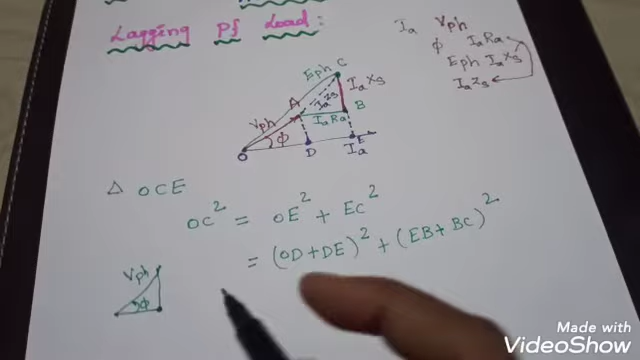 Lagging Pf Load :
Ia Vph
Φ IaRa
Eph IaXs
IaZs
Eph C
IaXs
A
IaZs
Vph
B
IaRa
Φ
O
D
E
Ia
△ OCE
OC² = OE² + EC²
= (OD+DE)² + (EB+BC)²
Vph
Φ
Made with
VideoShow